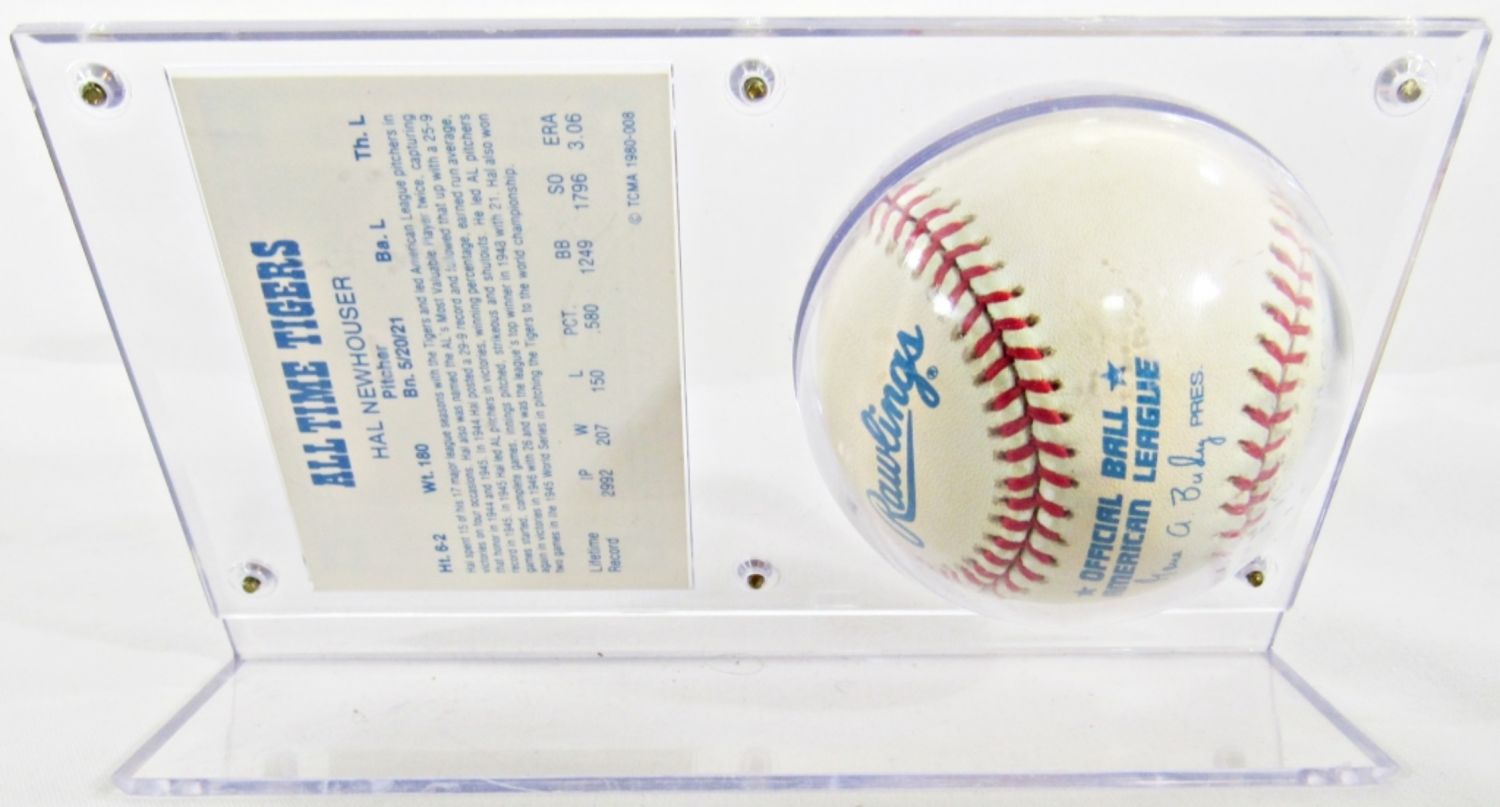 ALL TIME TIGERS
HAL NEWHOUSER
Pitcher
Bn. 5/20/21
Ht. 6-2 Wt. 180 Ba. L Th. L
Hal spent 15 of his 17 major league seasons with the Tigers and led American League pitchers in
victories on four occasions. Hal also was named the AL's Most Valuable Player twice, capturing
that honor in 1944 and 1945. In 1944 Hal posted a 29-9 record and followed that up with a 25-9
record in 1945. In 1945 Hal led AL pitchers in victories, winning percentage, earned run average,
games started, complete games, innings pitched, strikeous and shutouts. He led AL pitchers
again in victories in 1946 with 26 and was the league's top winner in 1948 with 21. Hal also won
two games in the 1945 World Series in pitching the Tigers to the world championship.
IP W L PCT. BB SO ERA
Lifetime
Record 2992 207 150 .580 1249 1796 3.06
© TCMA 1980-008
Rawlings®
★ OFFICIAL BALL ★
AMERICAN LEAGUE
A. Budig PRES.